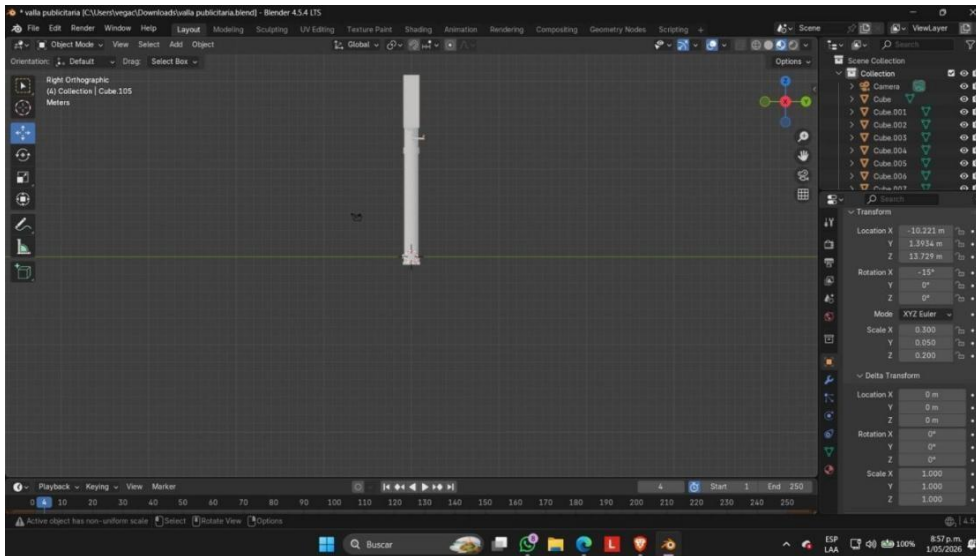 * valla publicitaria [C:\Users\vegac\Downloads\valla publicitaria.blend] - Blender 4.5.4 LTS
File Edit Render Window Help Layout Modeling Sculpting UV Editing Texture Paint Shading Animation Rendering Compositing Geometry Nodes Scripting + Scene ViewLayer
Object Mode View Select Add Object Global Search
Orientation: Default Drag: Select Box Options Scene Collection
Right Orthographic
(4) Collection | Cube.105
Meters
Z
Y
Collection
Camera
Cube
Cube.001
Cube.002
Cube.003
Cube.004
Cube.005
Cube.006
Cube.007
Search
Transform
Location X -10.221 m
Y 1.3934 m
Z 13.729 m
Rotation X -15°
Y 0°
Z 0°
Mode XYZ Euler
Scale X 0.300
Y 0.050
Z 0.200
Delta Transform
Location X 0 m
Y 0 m
Z 0 m
Rotation X 0°
Y 0°
Z 0°
Scale X 1.000
Y 1.000
Z 1.000
Playback Keying View Marker 4 Start 1 End 250
0 4 10 20 30 40 50 60 70 80 90 100 110 120 130 140 150 160 170 180 190 200 210 220 230 240 250
Active object has non-uniform scale Select Rotate View Options 4.5
Buscar ESP LAA 100% 8:57 p.m. 1/05/2026